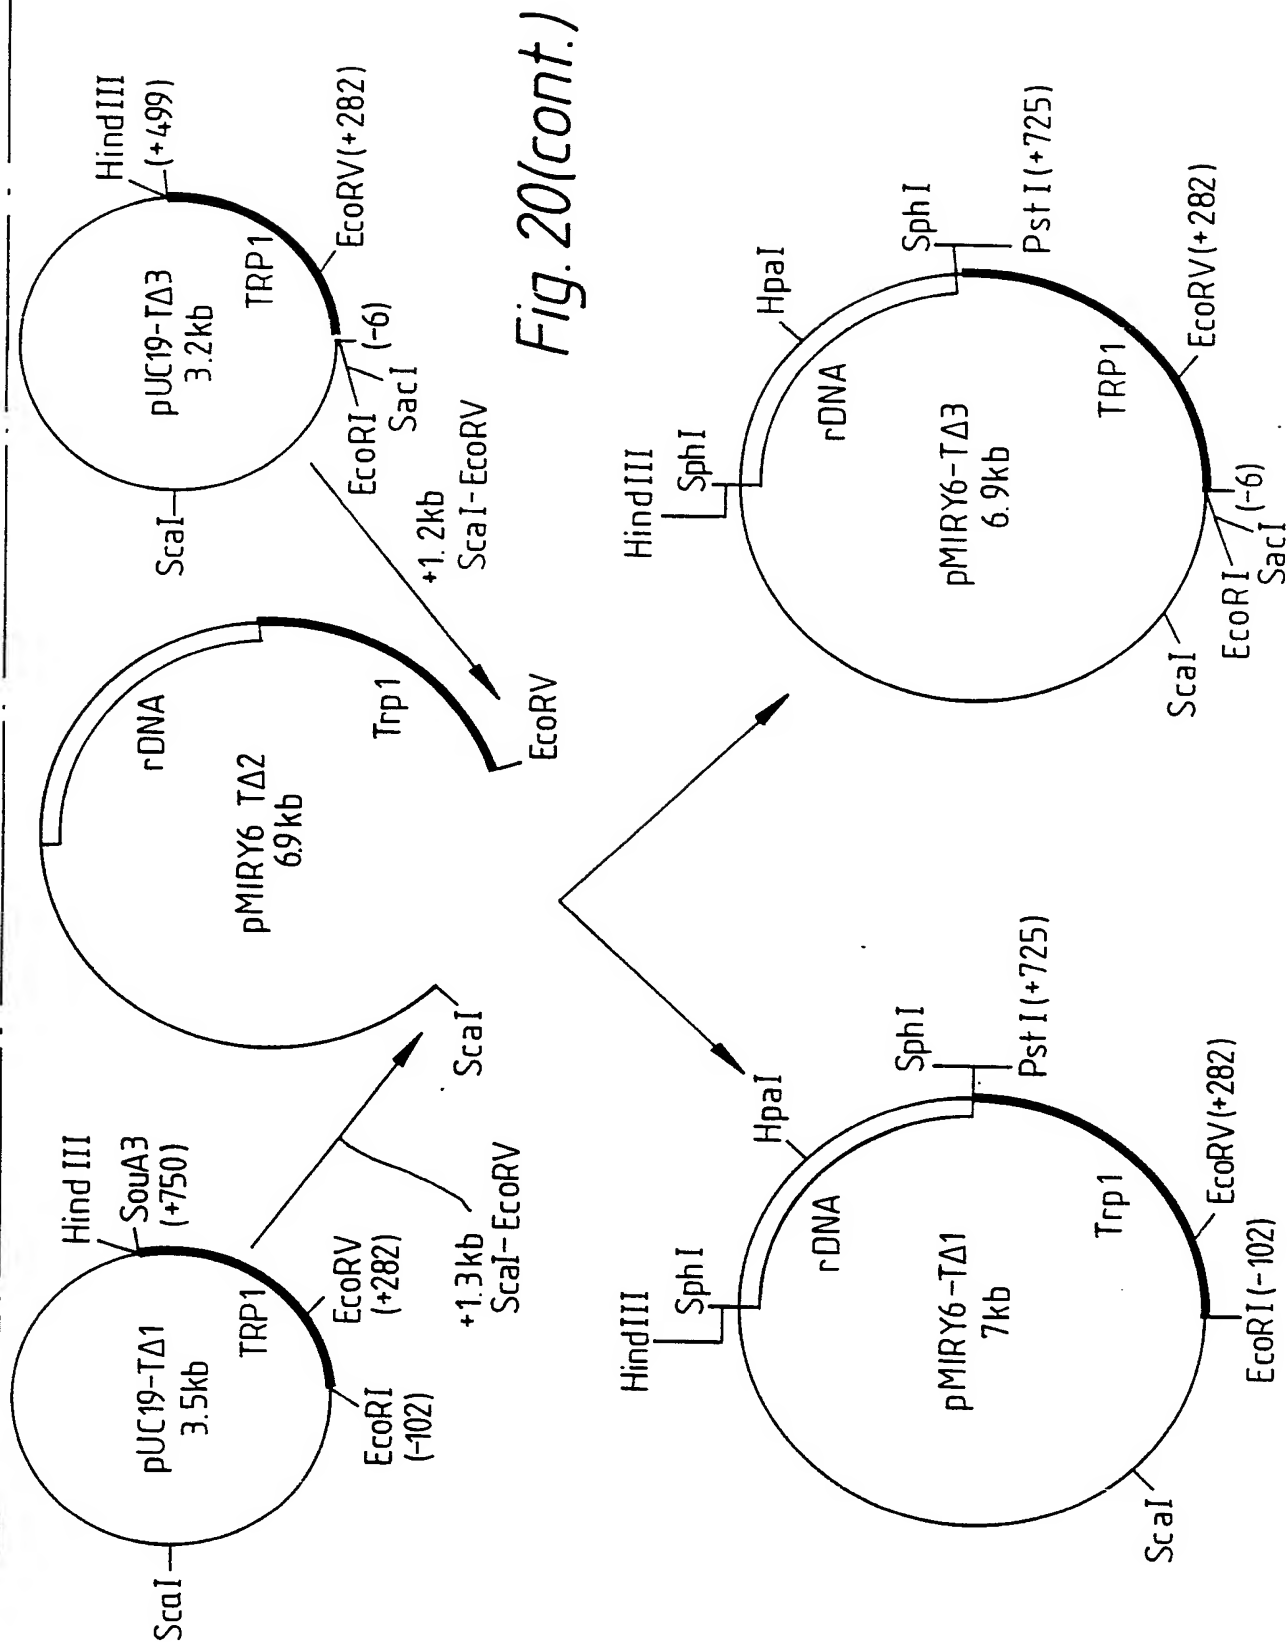 HindIII
(+499)
pUC19-TΔ3
3.2kb
TRP1
EcoRV(+282)
(-6)
EcoRI
SacI
ScaI
+1.2kb
ScaI-EcoRV
Fig. 20(cont.)
rDNA
pMIRY6 TΔ2
6.9kb
Trp1
EcoRV
ScaI
Hind III
SouA3
(+750)
pUC19-TΔ1
3.5kb
TRP1
EcoRV
(+282)
EcoRI
(-102)
ScaI
+1.3kb
ScaI-EcoRV
HindIII
SphI
HpaI
rDNA
SphI
PstI(+725)
pMIRY6-TΔ3
6.9kb
TRP1
EcoRV(+282)
(-6)
EcoRI
SacI
ScaI
HindIII
SphI
HpaI
rDNA
SphI
PstI(+725)
pMIRY6-TΔ1
7kb
Trp1
EcoRV(+282)
EcoRI(-102)
ScaI